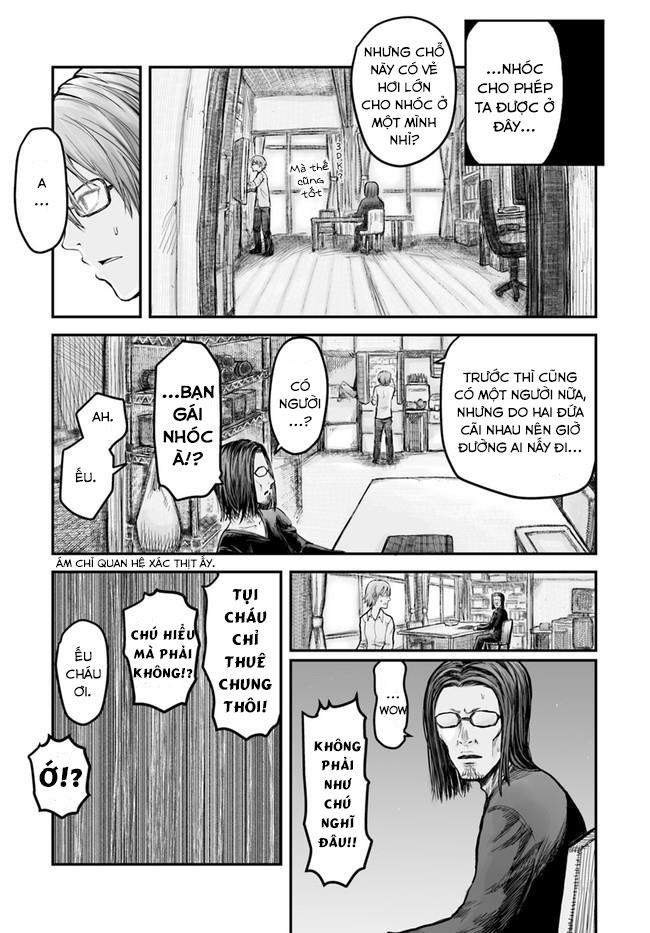 ...NHÓC
CHO PHÉP
TA ĐƯỢC Ở
ĐÂY...
NHƯNG CHỖ
NÀY CÓ VẺ
HƠI LỚN
CHO NHÓC Ở
MỘT MÌNH
NHỈ?
3DK?
Mà thế
cũng
tốt
A
...
TRƯỚC THÌ CŨNG
CÓ MỘT NGƯỜI NỮA,
NHƯNG DO HAI ĐỨA
CÃI NHAU NÊN GIỜ
ĐƯỜNG AI NẤY ĐI...
CÓ
NGƯỜI
...?
...BẠN
GÁI
NHÓC
À!?
AH.
ẾU.
ÁM CHỈ QUAN HỆ XÁC THỊT ẤY.
...
WOW
KHÔNG
PHẢI
NHƯ
CHÚ
NGHĨ
ĐÂU!!
TỤI
CHÁU
CHỈ
THUÊ
CHUNG
THÔI!
CHÚ HIỂU
MÀ PHẢI
KHÔNG!?
ẾU
CHÁU
ƠI.
Ớ!?